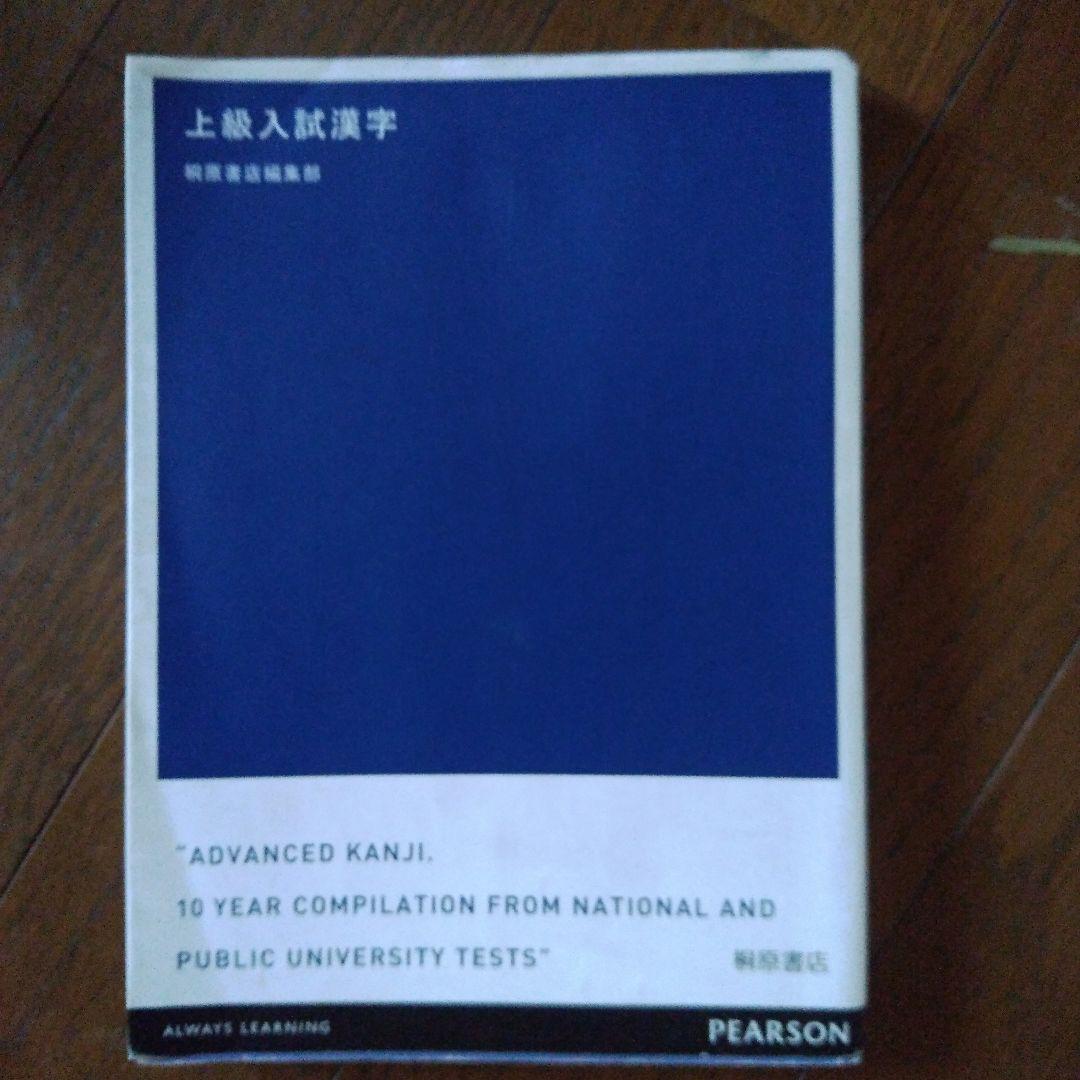 上級入試漢字
桐原書店編集部
"ADVANCED KANJI,
10 YEAR COMPILATION FROM NATIONAL AND
PUBLIC UNIVERSITY TESTS"
桐原書店
ALWAYS LEARNING
PEARSON